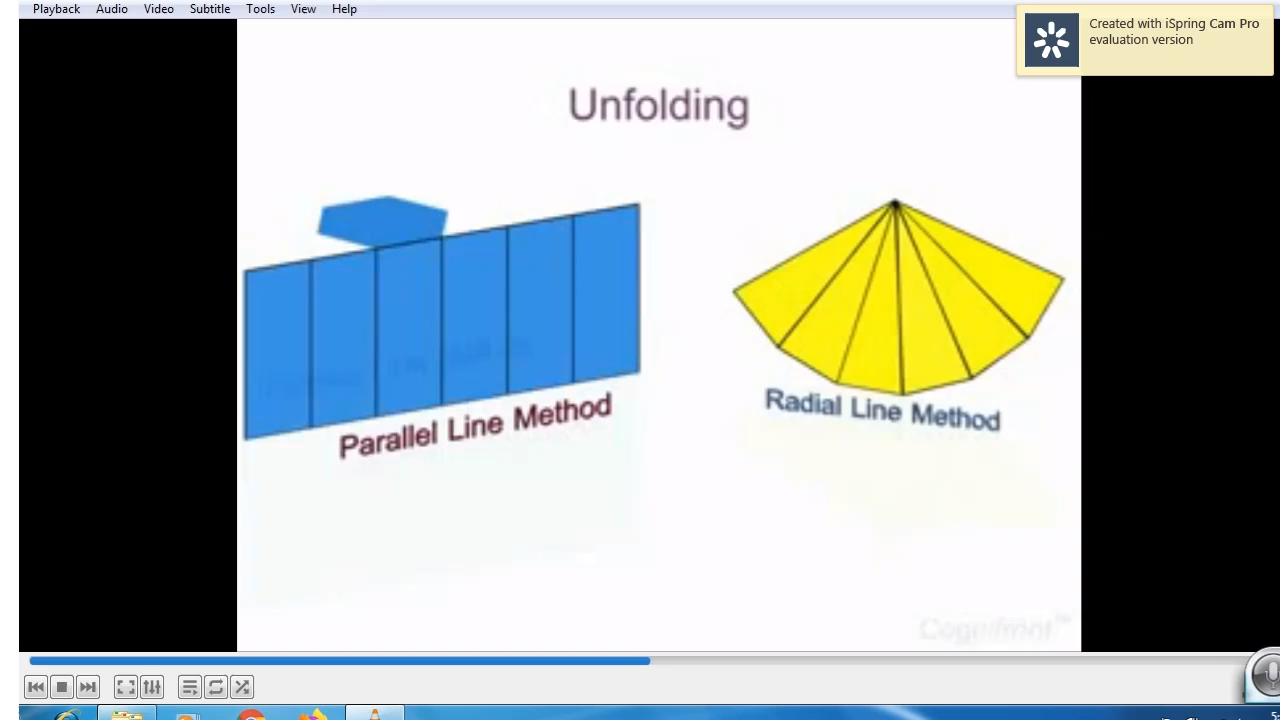 Playback Audio Video Subtitle Tools View Help
Created with iSpring Cam Pro
evaluation version
Unfolding
Parallel Line Method
Radial Line Method
Cognifront™